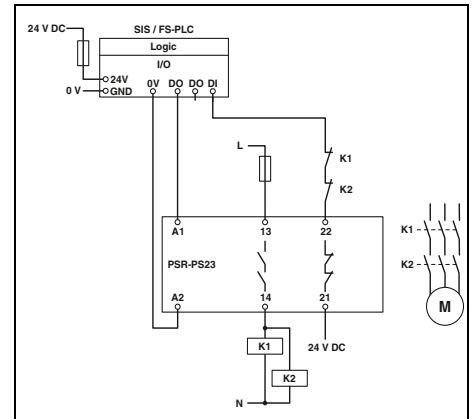 24 V DC
SIS / FS-PLC
Logic
I/O
24V
0V DO DO DI
0 V
GND
L
K1
K2
A1 13 22
PSR-PS23
A2 14 21
K1
K2
M
K1
24 V DC
K2
N